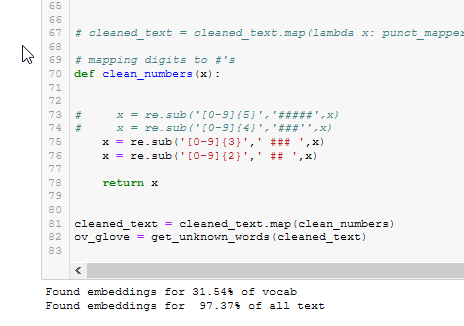 65
66
67 # cleaned_text = cleaned_text.map(lambda x: punct_mapper
68
69 # mapping digits to #'s
70 def clean_numbers(x):
71
72
73 #     x = re.sub('[0-9]{5}','#####',x)
74 #     x = re.sub('[0-9]{4}','###'',x)
75     x = re.sub('[0-9]{3}',' ### ',x)
76     x = re.sub('[0-9]{2}',' ## ',x)
77
78     return x
79
80
81 cleaned_text = cleaned_text.map(clean_numbers)
82 ov_glove = get_unknown_words(cleaned_text)
83
Found embeddings for 31.54% of vocab
Found embeddings for  97.37% of all text